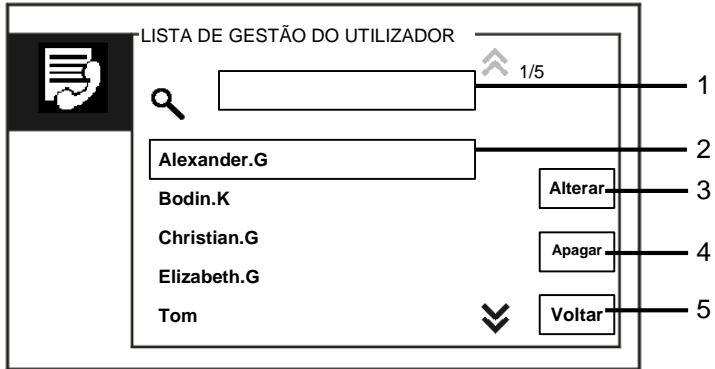 LISTA DE GESTÃO DO UTILIZADOR
1/5
1
Alexander.G
2
Bodin.K
Alterar
3
Christian.G
Apagar
4
Elizabeth.G
Tom
Voltar
5